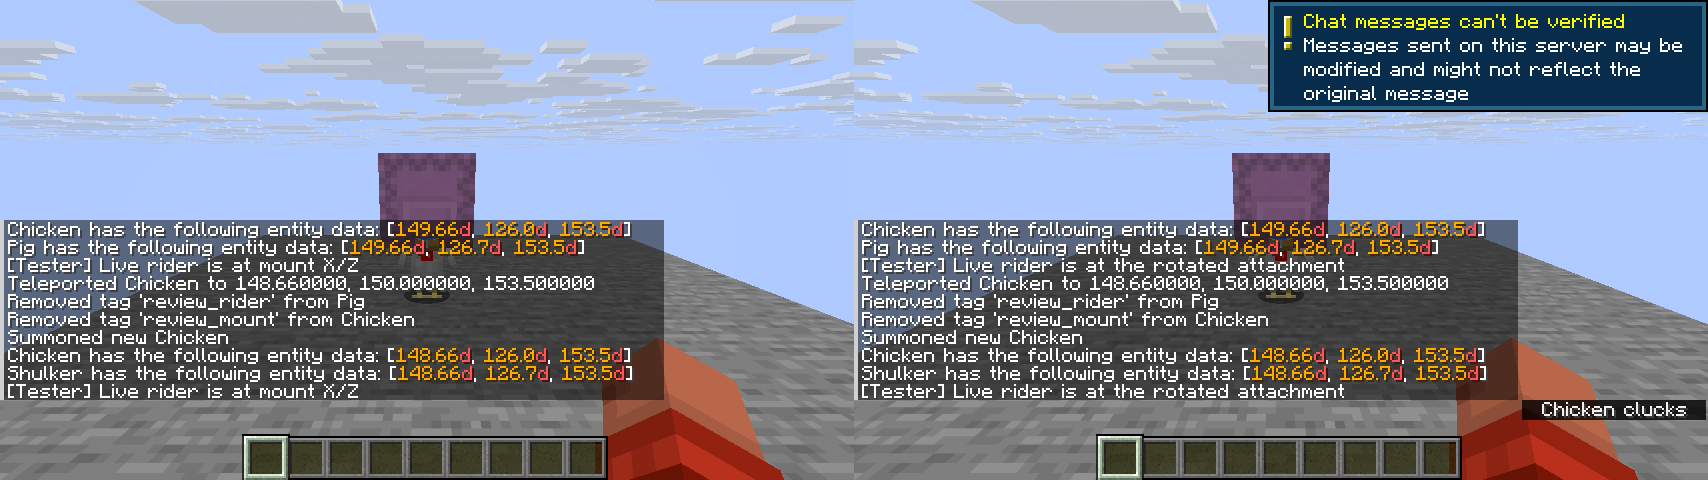 Chicken has the following entity data: [149.66d, 126.0d, 153.5d]
Pig has the following entity data: [149.66d, 126.7d, 153.5d]
[Tester] Live rider is at mount X/Z
Teleported Chicken to 148.660000, 150.000000, 153.500000
Removed tag 'review_rider' from Pig
Removed tag 'review_mount' from Chicken
Summoned new Chicken
Chicken has the following entity data: [148.66d, 126.0d, 153.5d]
Shulker has the following entity data: [148.66d, 126.7d, 153.5d]
[Tester] Live rider is at mount X/Z
Chat messages can't be verified
Messages sent on this server may be
modified and might not reflect the
original message
Chicken has the following entity data: [149.66d, 126.0d, 153.5d]
Pig has the following entity data: [149.66d, 126.7d, 153.5d]
[Tester] Live rider is at the rotated attachment
Teleported Chicken to 148.660000, 150.000000, 153.500000
Removed tag 'review_rider' from Pig
Removed tag 'review_mount' from Chicken
Summoned new Chicken
Chicken has the following entity data: [148.66d, 126.0d, 153.5d]
Shulker has the following entity data: [148.66d, 126.7d, 153.5d]
[Tester] Live rider is at the rotated attachment
Chicken clucks